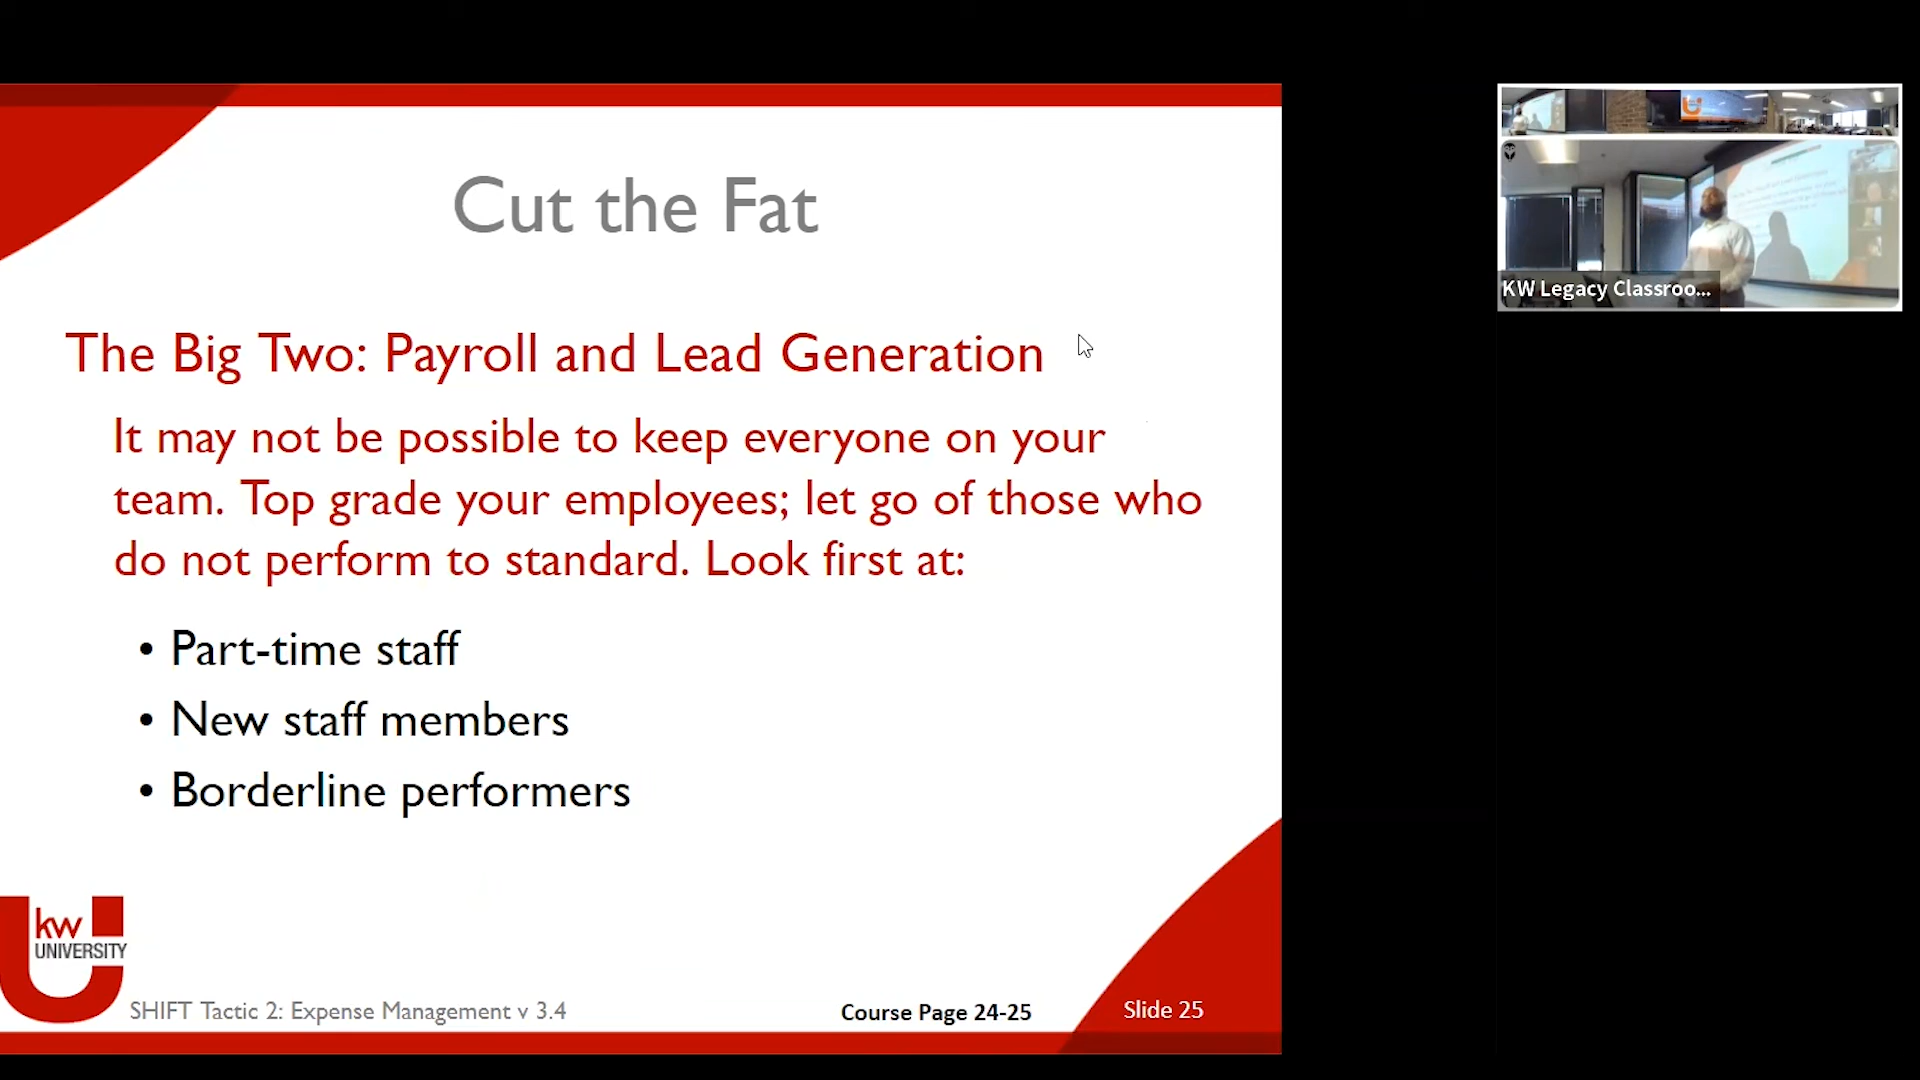 Cut the Fat
The Big Two: Payroll and Lead Generation
It may not be possible to keep everyone on your
team. Top grade your employees; let go of those who
do not perform to standard. Look first at:
• Part-time staff
• New staff members
• Borderline performers
kw
UNIVERSITY
SHIFT Tactic 2: Expense Management v 3.4
Course Page 24-25
Slide 25
KW Legacy Classroo...